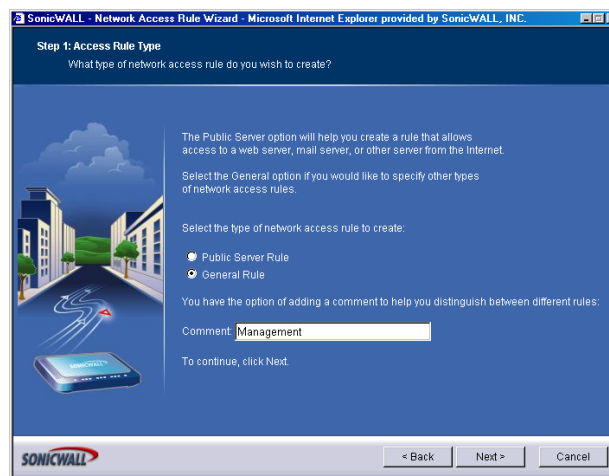 SonicWALL - Network Access Rule Wizard - Microsoft Internet Explorer provided by SonicWALL, INC.
Step 1: Access Rule Type
What type of network access rule do you wish to create?
The Public Server option will help you create a rule that allows
access to a web server, mail server, or other server from the Internet.
Select the General option if you would like to specify other types
of network access rules.
Select the type of network access rule to create:
Public Server Rule
General Rule
You have the option of adding a comment to help you distinguish between different rules:
Comment: Management
To continue, click Next.
SONICWALL
SONICWALL
< Back
Next >
Cancel